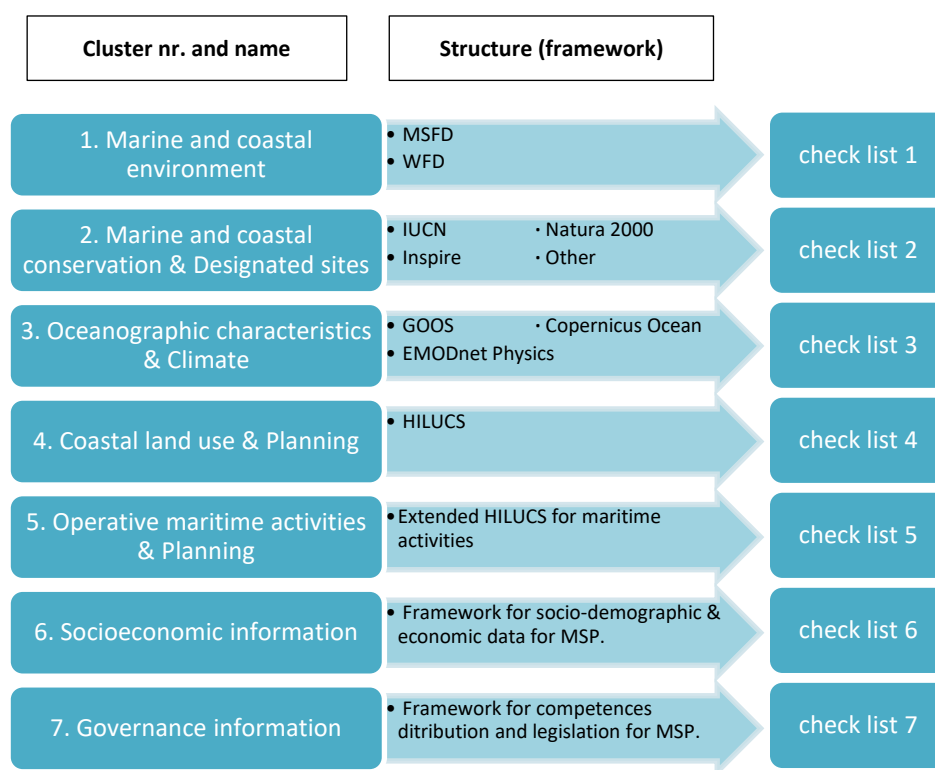 Cluster nr. and name
Structure (framework)
1. Marine and coastal
environment
• MSFD
• WFD
check list 1
2. Marine and coastal
conservation & Designated sites
• IUCN · Natura 2000
• Inspire · Other
check list 2
3. Oceanographic characteristics
& Climate
• GOOS · Copernicus Ocean
• EMODnet Physics
check list 3
4. Coastal land use & Planning
• HILUCS
check list 4
5. Operative maritime activities
& Planning
• Extended HILUCS for maritime
activities
check list 5
6. Socioeconomic information
• Framework for socio-demographic &
economic data for MSP.
check list 6
7. Governance information
• Framework for competences
ditribution and legislation for MSP.
check list 7